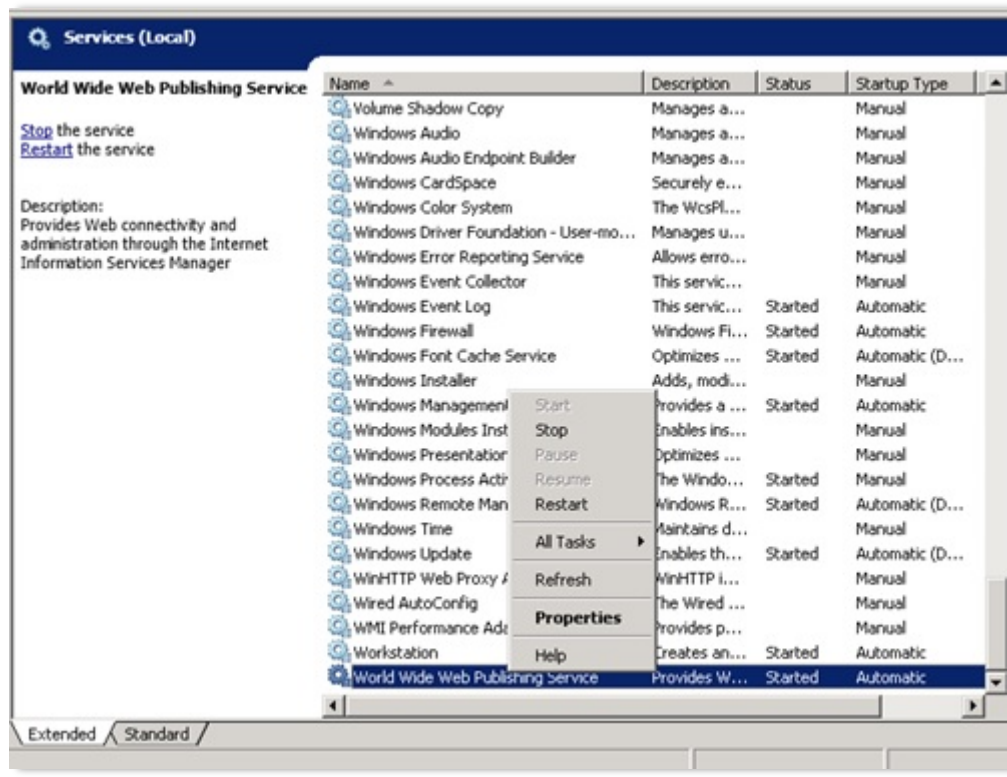 Services (Local)
World Wide Web Publishing Service
Stop the service
Restart the service
Description:
Provides Web connectivity and
administration through the Internet
Information Services Manager
Name Description Status Startup Type
Volume Shadow Copy Manages a... Manual
Windows Audio Manages a... Manual
Windows Audio Endpoint Builder Manages a... Manual
Windows CardSpace Securely e... Manual
Windows Color System The WcsPl... Manual
Windows Driver Foundation - User-mo... Manages u... Manual
Windows Error Reporting Service Allows erro... Manual
Windows Event Collector This servic... Manual
Windows Event Log This servic... Started Automatic
Windows Firewall Windows Fi... Started Automatic
Windows Font Cache Service Optimizes ... Started Automatic (D...
Windows Installer Adds, modi... Manual
Windows Management Provides a ... Started Automatic
Windows Modules Inst Enables ins... Manual
Windows Presentation Optimizes ... Manual
Windows Process Acti The Windo... Started Manual
Windows Remote Man Windows R... Started Automatic (D...
Windows Time Maintains d... Manual
Windows Update Enables th... Started Automatic (D...
WinHTTP Web Proxy A WinHTTP i... Manual
Wired AutoConfig The Wired ... Manual
WMI Performance Ada Provides p... Manual
Workstation Creates an... Started Automatic
World Wide Web Publishing Service Provides W... Started Automatic
Start
Stop
Pause
Resume
Restart
All Tasks
Refresh
Properties
Help
Extended Standard